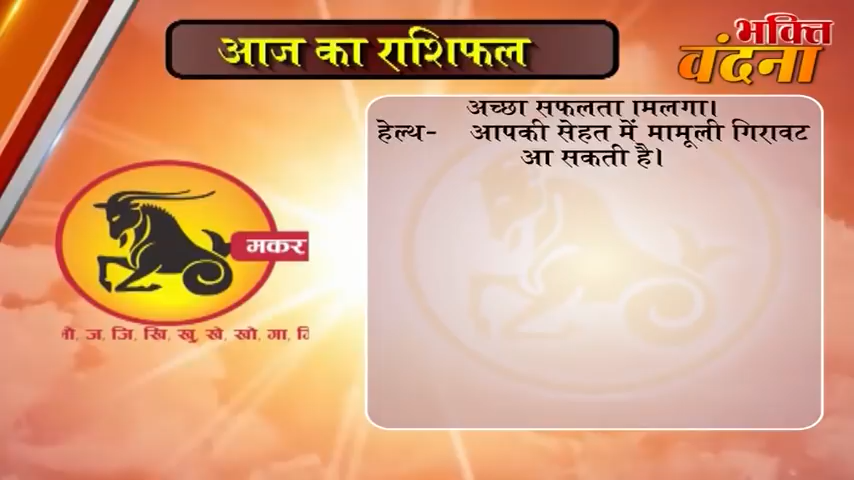 आज का राशिफल
भक्ति
वंदना
अच्छा सफलता मिलगा।
हेल्थ- आपकी सेहत में मामूली गिरावट
आ सकती है।
मकर
ज, जि, खि, खु, खे, खो, गा,